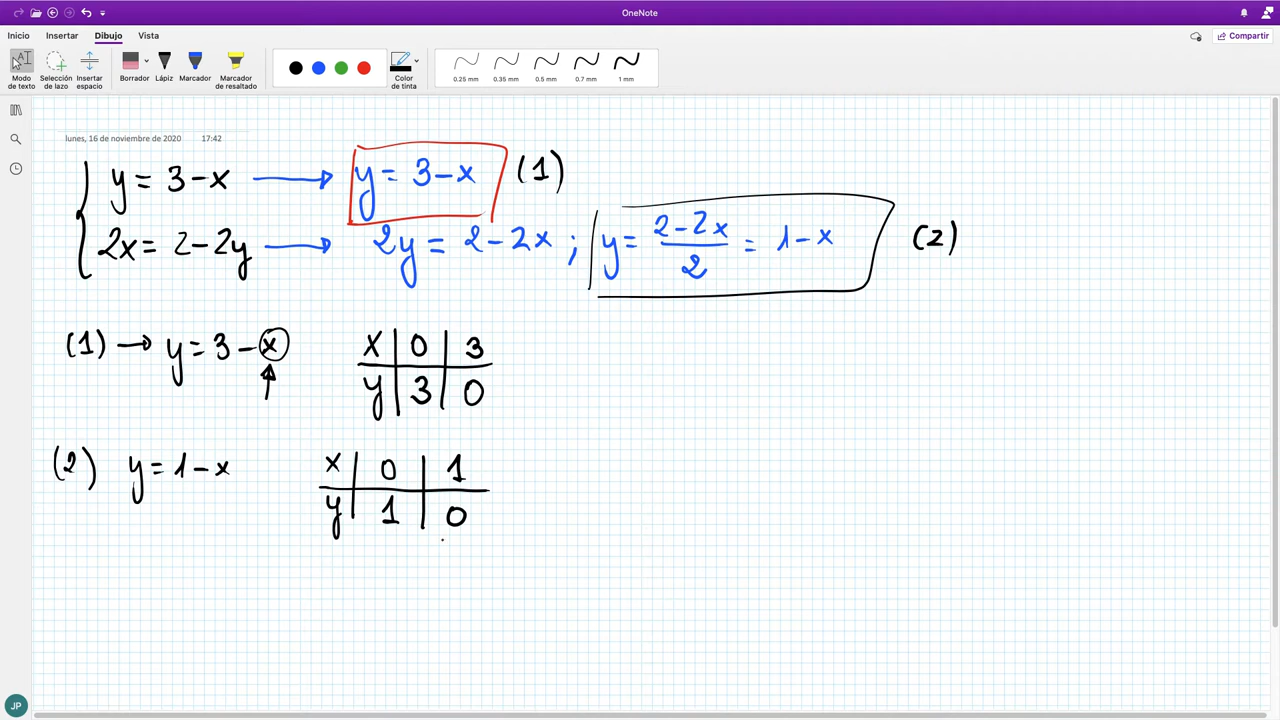 OneNote
Inicio Insertar Dibujo Vista
Compartir
Modo de texto
Borrador
Lápiz
Marcador
Marcador de resaltado
Selección de lazo
Insertar espacio
Color de tinta
0.25 mm 0.35 mm 0.5 mm 0.7 mm 1 mm
lunes, 16 de noviembre de 2020 17:42
y = 3 - x → y = 3 - x (1)
2x = 2 - 2y → 2y = 2 - 2x ; y = \frac{2-2x}{2} = 1 - x (2)
(1) → y = 3 - x
x 0 3
y 3 0
(2) y = 1 - x
x 0 1
y 1 0
JP